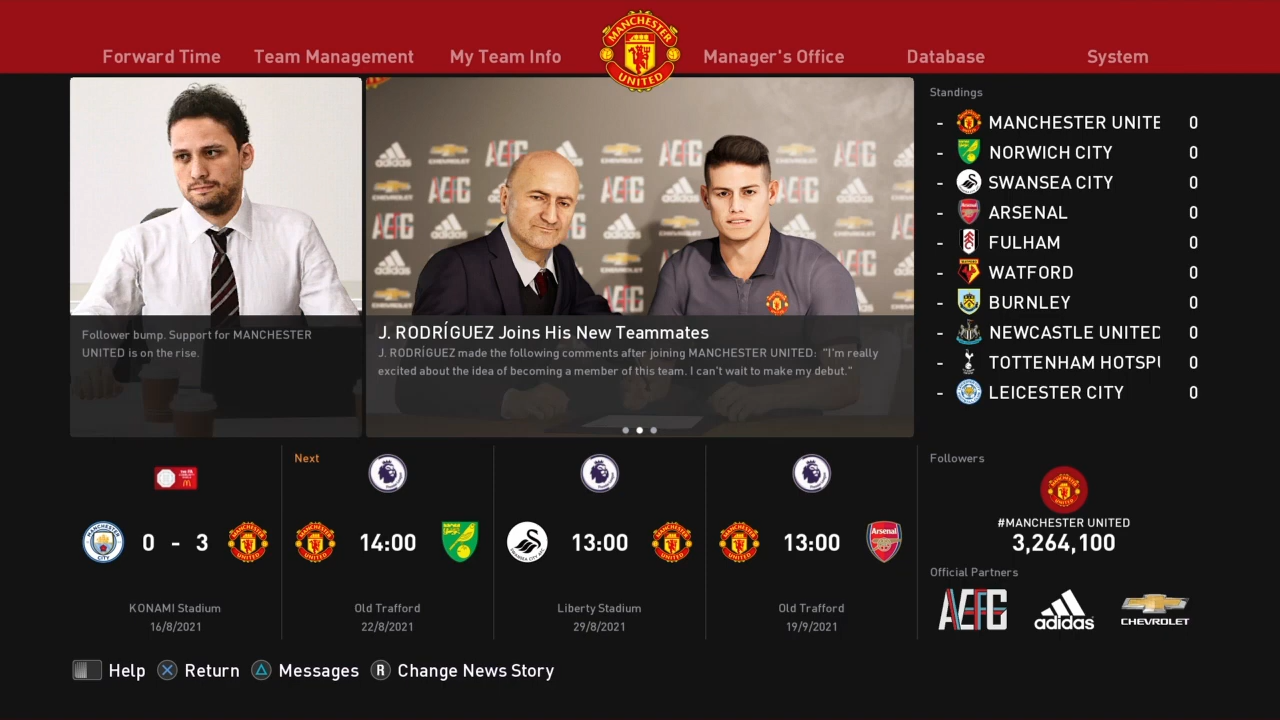 Forward Time
Team Management
My Team Info
MANCHESTER
UNITED
Manager's Office
Database
System
Follower bump. Support for MANCHESTER
UNITED is on the rise.
adidas
CHEVROLET
J. RODRÍGUEZ Joins His New Teammates
J. RODRÍGUEZ made the following comments after joining MANCHESTER UNITED: "I'm really
excited about the idea of becoming a member of this team. I can't wait to make my debut."
Standings
- MANCHESTER UNITE 0
- NORWICH CITY 0
- SWANSEA CITY 0
- ARSENAL 0
- FULHAM 0
- WATFORD 0
- BURNLEY 0
- NEWCASTLE UNITED 0
- TOTTENHAM HOTSPU 0
- LEICESTER CITY 0
0 - 3
KONAMI Stadium
16/8/2021
Next
14:00
Old Trafford
22/8/2021
13:00
Liberty Stadium
29/8/2021
13:00
Arsenal
Old Trafford
19/9/2021
Followers
#MANCHESTER UNITED
3,264,100
Official Partners
adidas
CHEVROLET
Help
Return
Messages
R
Change News Story